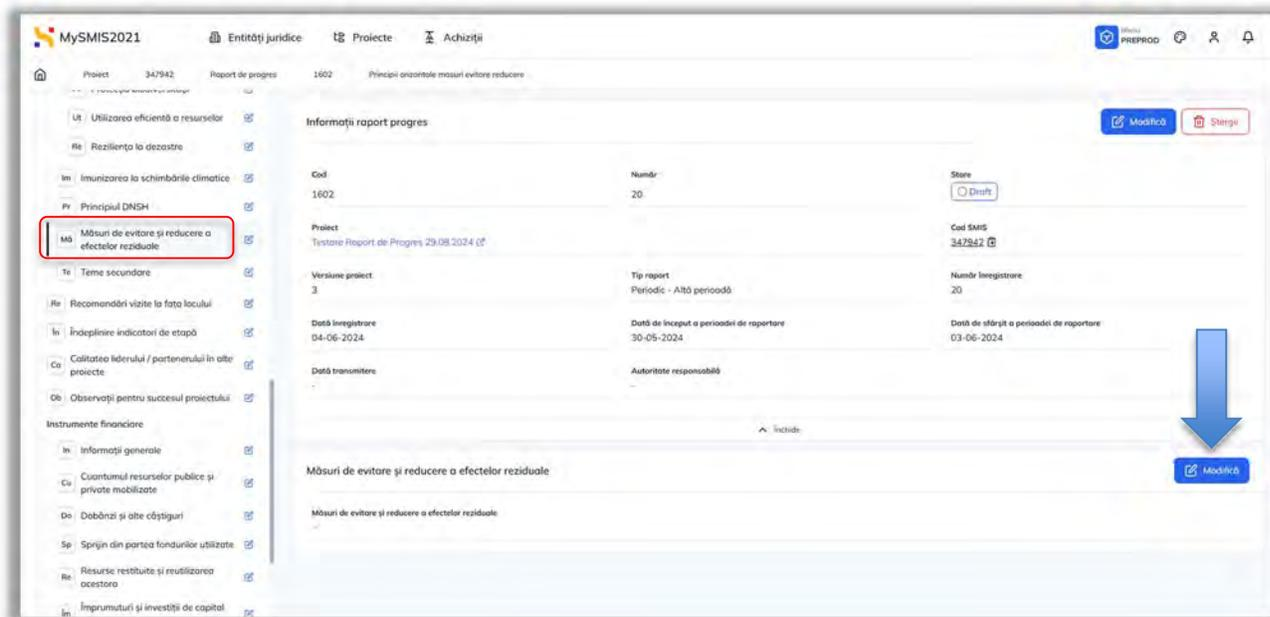 MySMIS2021
Entități juridice
Proiecte
Achiziții
PREPROD
Proiect 347942 Raport de progres 1602 Principii orizontale masuri evitare reducere
Ut Utilizarea eficientă a resurselor
Re Reziliența la dezastre
Im Imunizarea la schimbările climatice
Pr Principiul DNSH
Mă Măsuri de evitare și reducere a
efectelor reziduale
Te Teme secundare
Re Recomandări vizite la fața locului
În Îndeplinire indicatori de etapă
Ca Calitatea liderului / partenerului în alte
proiecte
Ob Observații pentru succesul proiectului
Instrumente financiare
In Informații generale
Cu Cuantumul resurselor publice și
private mobilizate
Do Dobânzi și alte câștiguri
Sp Sprijin din partea fondurilor utilizate
Re Resurse restituite și reutilizarea
acestora
Îm Împrumuturi și investiții de capital
Informații raport progres
Modifică
Șterge
Cod
1602
Număr
20
Stare
Draft
Proiect
Testare Raport de Progres 29.08.2024
Cod SMIS
347942
Versiune proiect
3
Tip raport
Periodic - Altă perioadă
Număr înregistrare
20
Dată înregistrare
04-06-2024
Dată de început a perioadei de raportare
30-05-2024
Dată de sfârșit a perioadei de raportare
03-06-2024
Dată transmitere
-
Autoritate responsabilă
-
Închide
Măsuri de evitare și reducere a efectelor reziduale
Modifică
Măsuri de evitare și reducere a efectelor reziduale
-